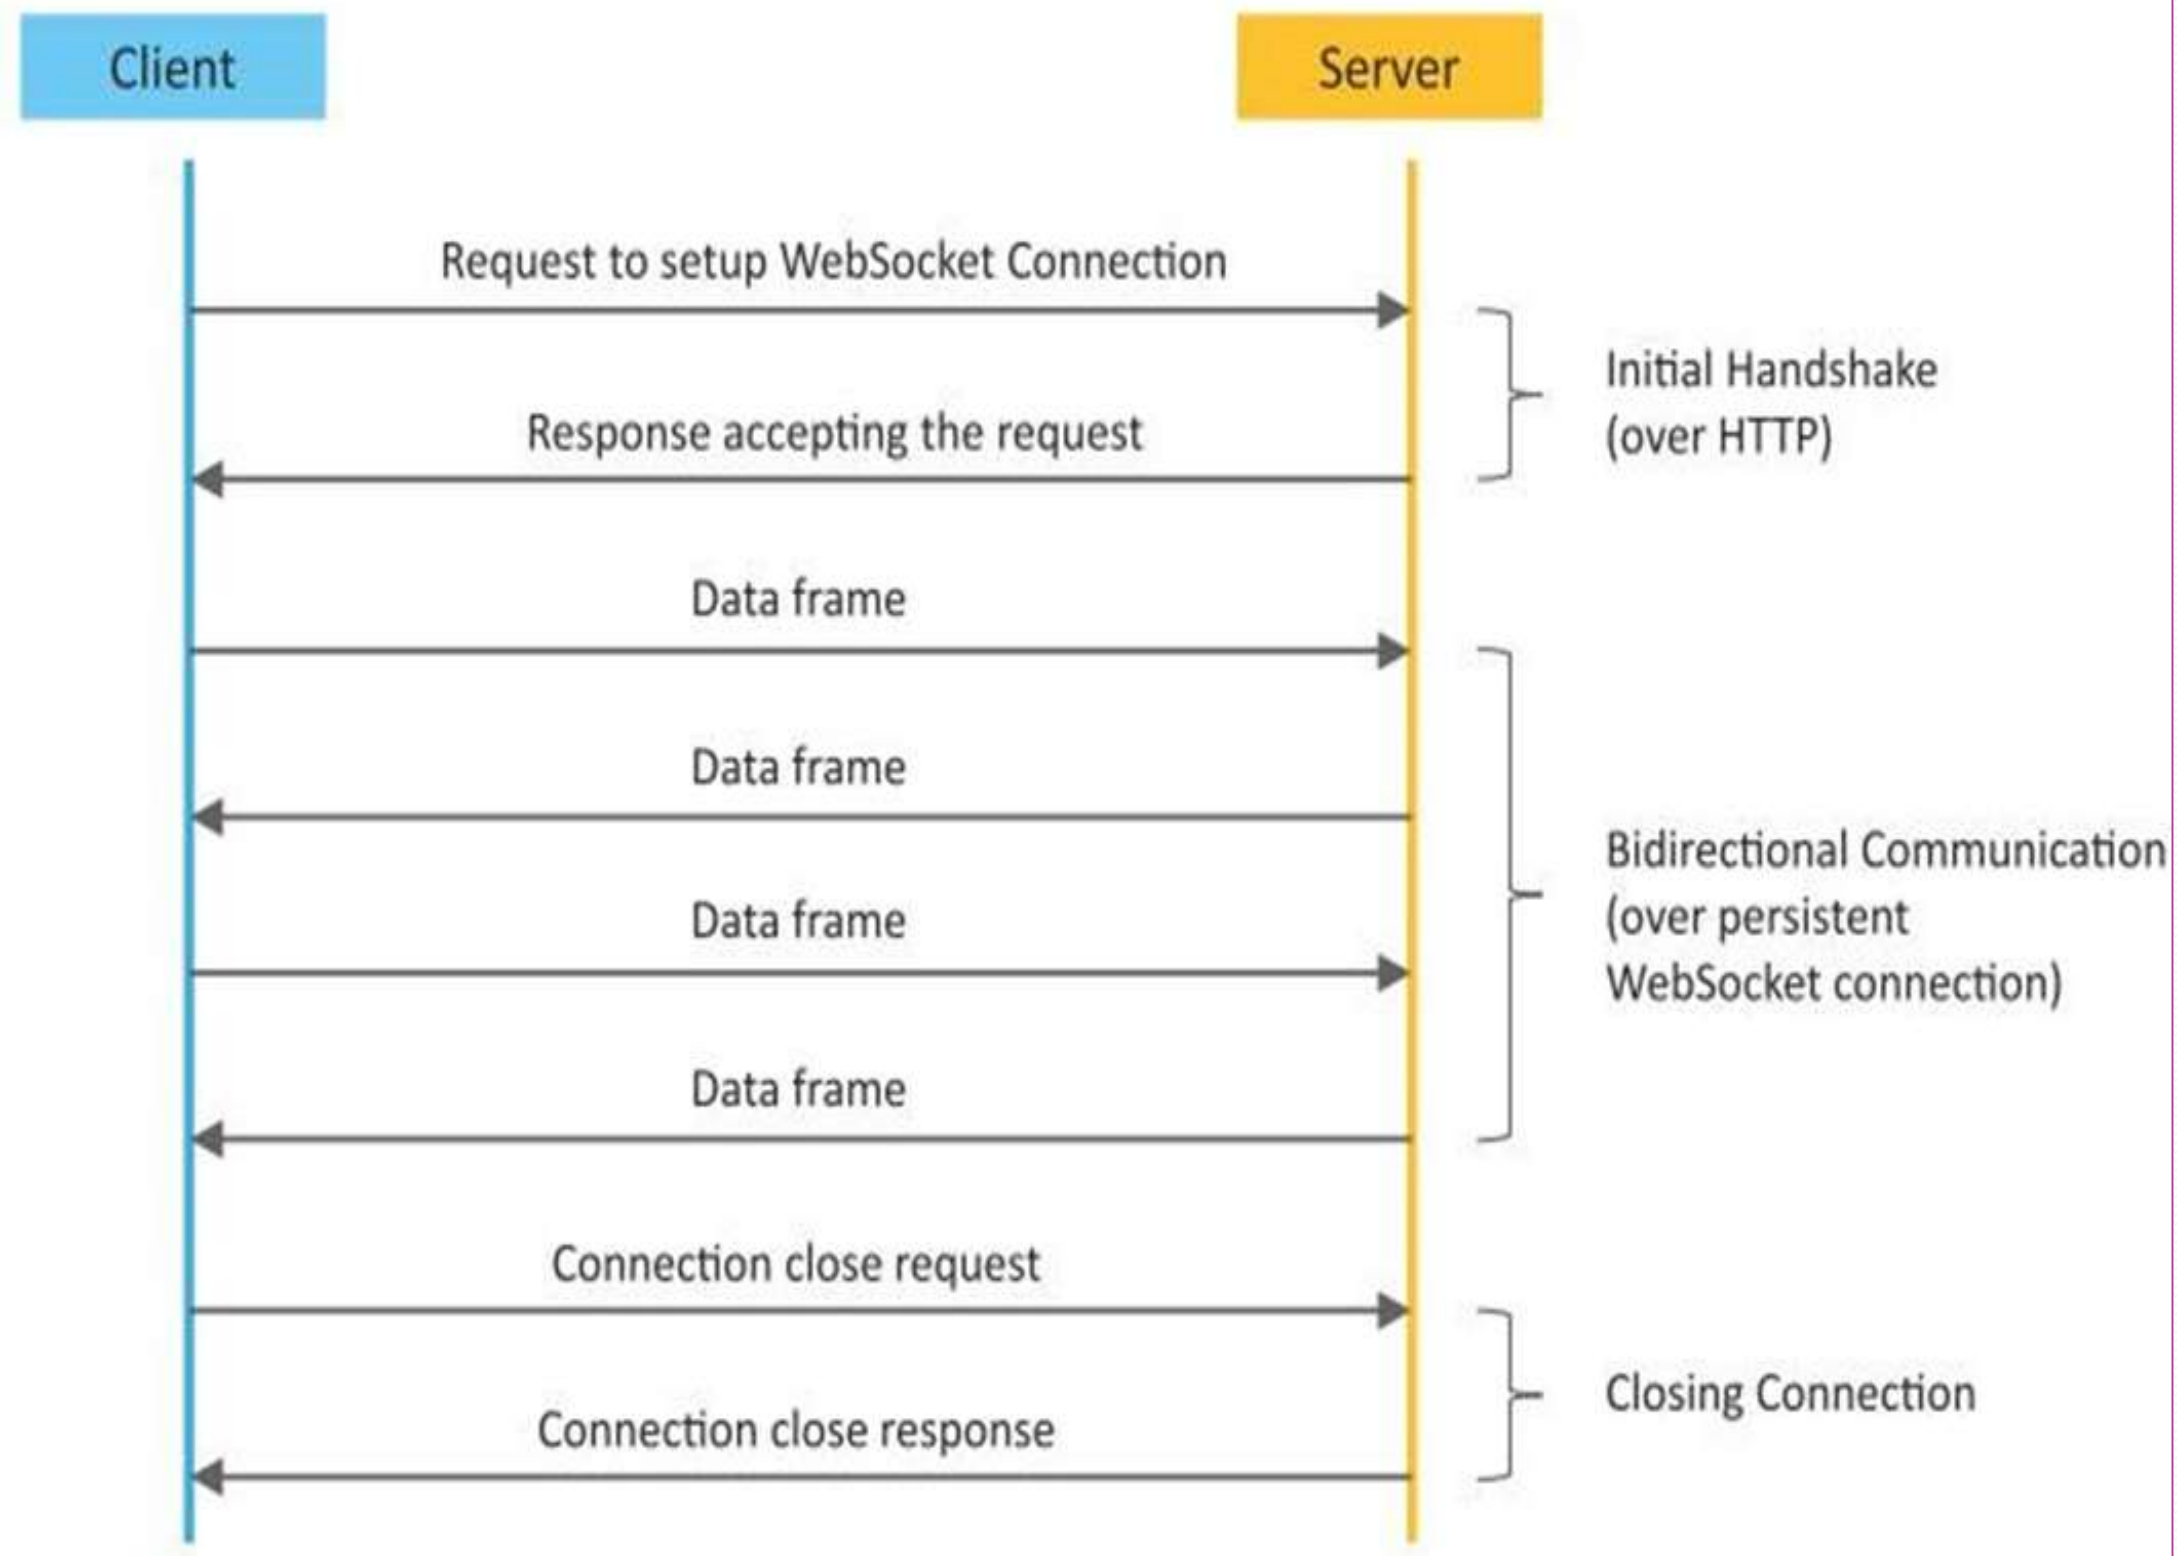 Client
Server
Request to setup WebSocket Connection
Response accepting the request
Initial Handshake
(over HTTP)
Data frame
Data frame
Data frame
Data frame
Bidirectional Communication
(over persistent
WebSocket connection)
Connection close request
Connection close response
Closing Connection